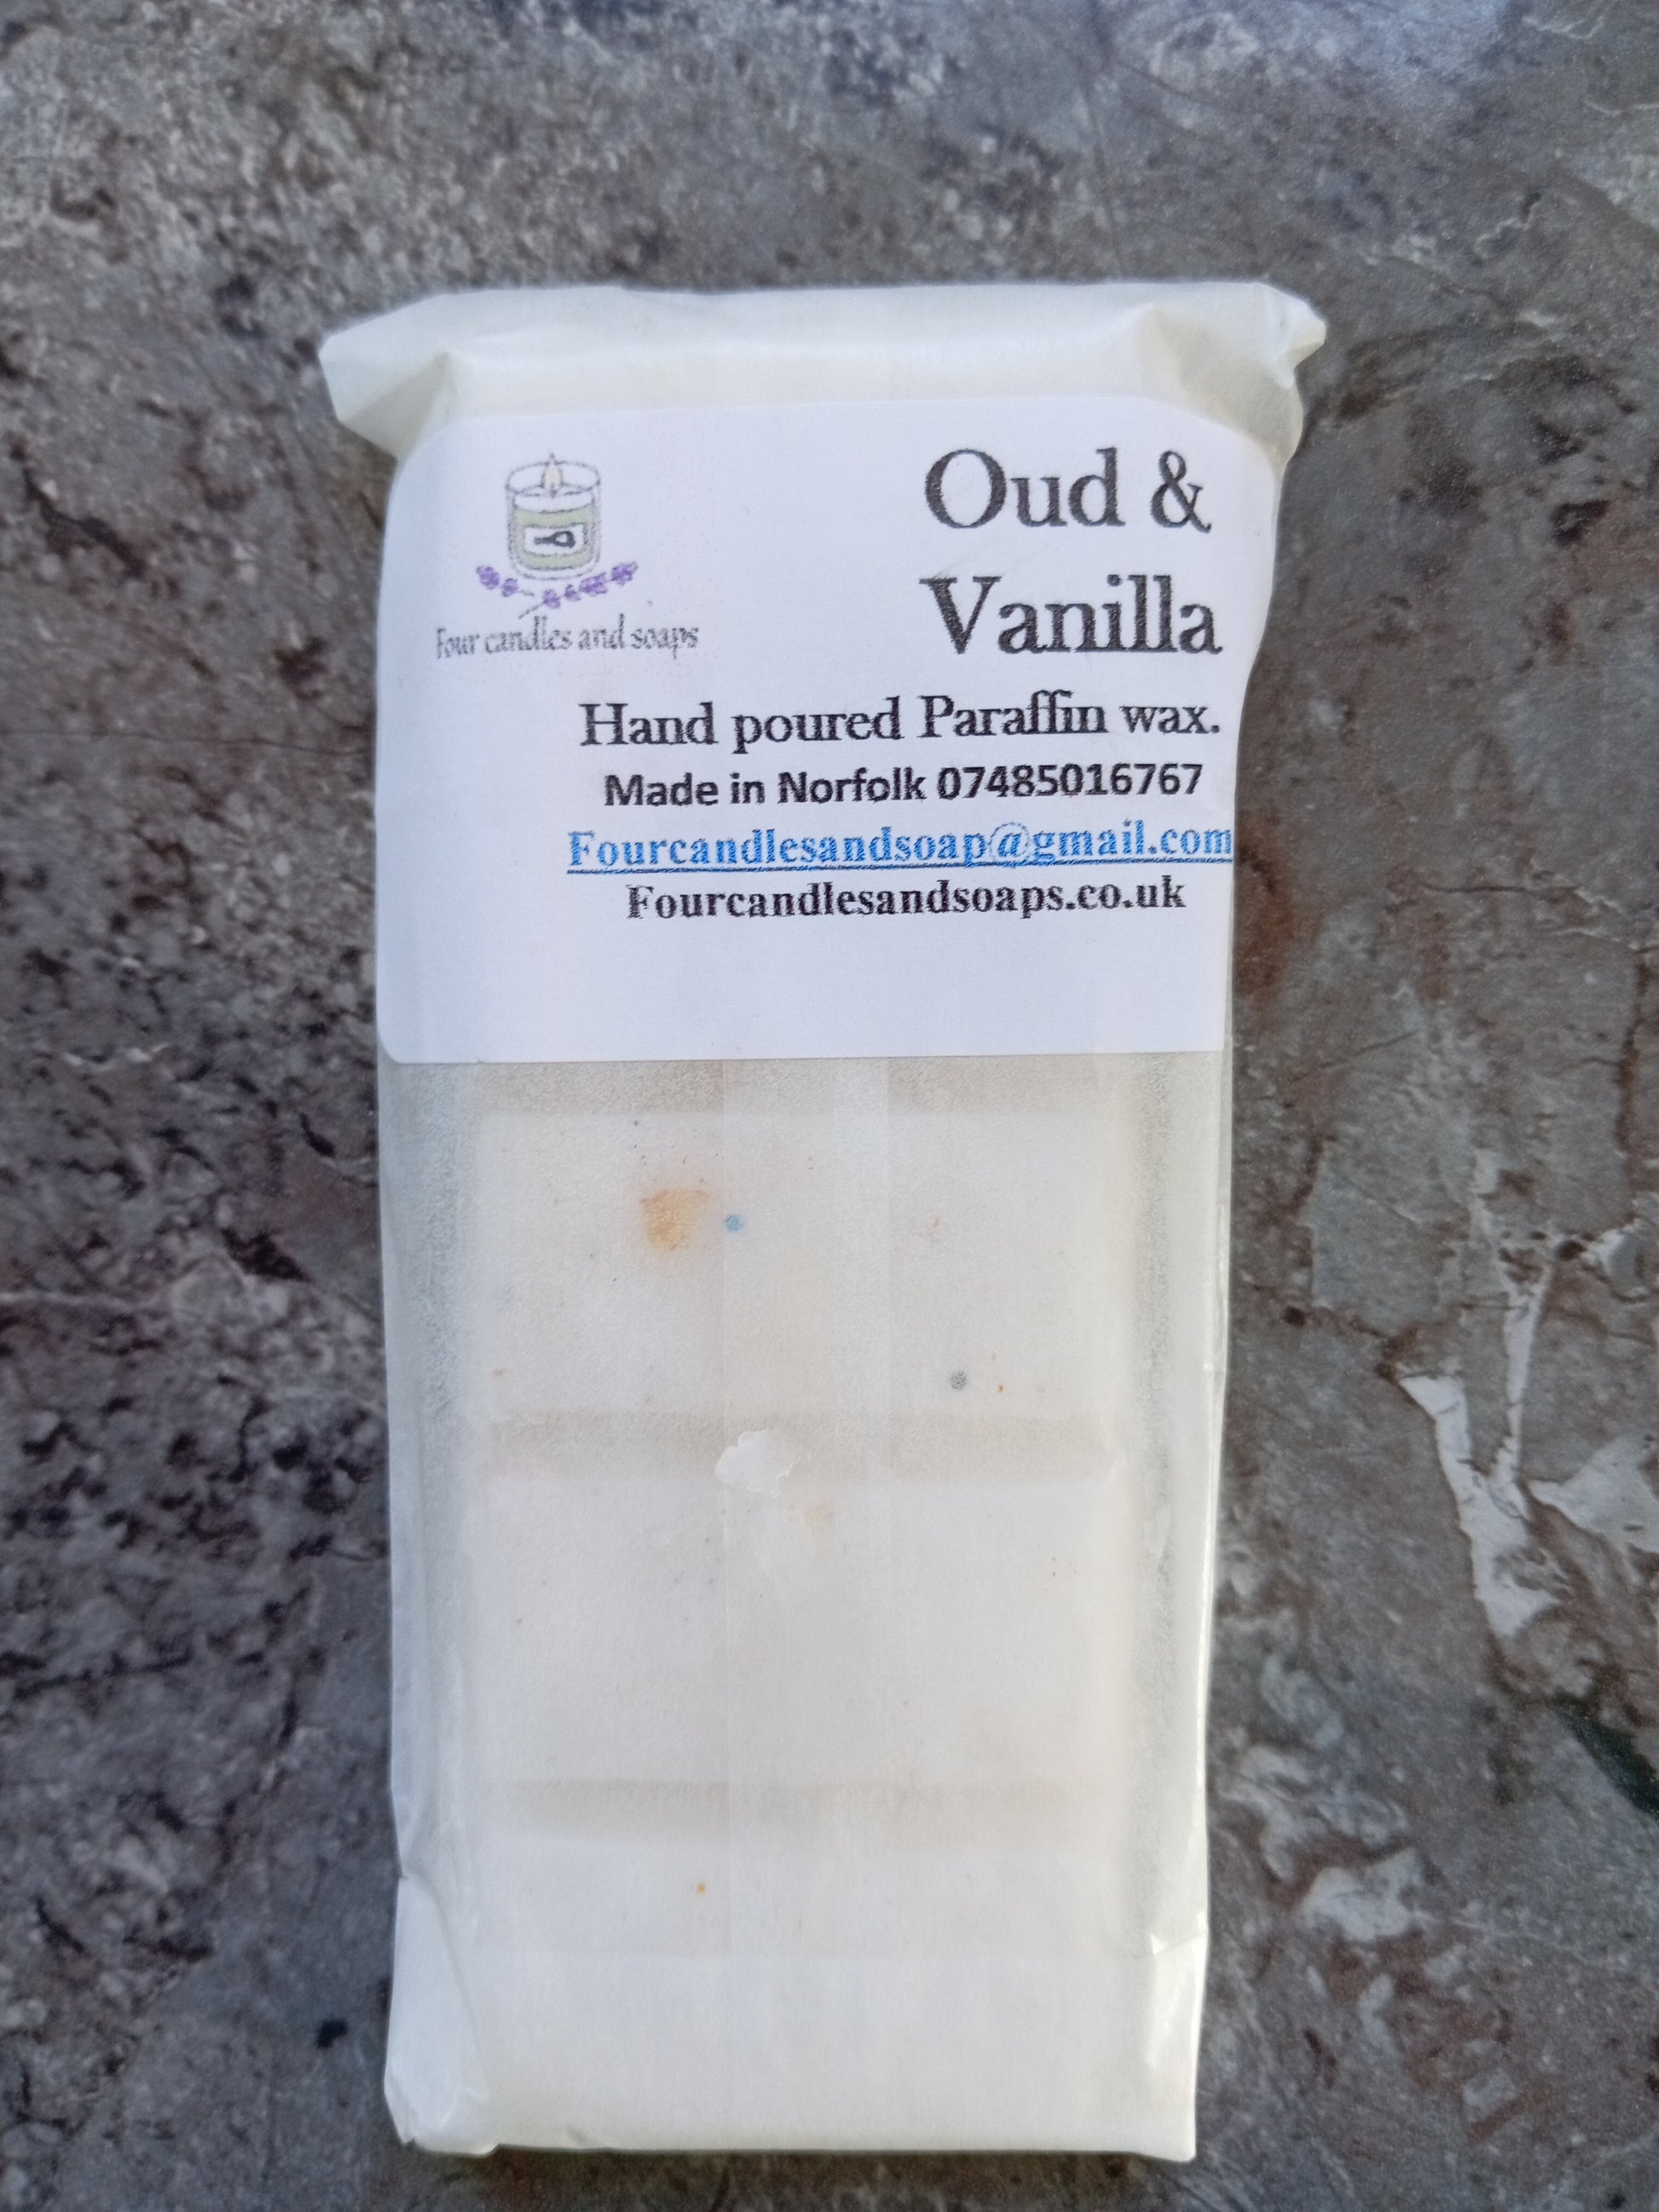 Four candles and soaps
Oud &
Vanilla
Hand poured Paraffin wax.
Made in Norfolk 07485016767
Fourcandlesandsoap@gmail.com
Fourcandlesandsoaps.co.uk